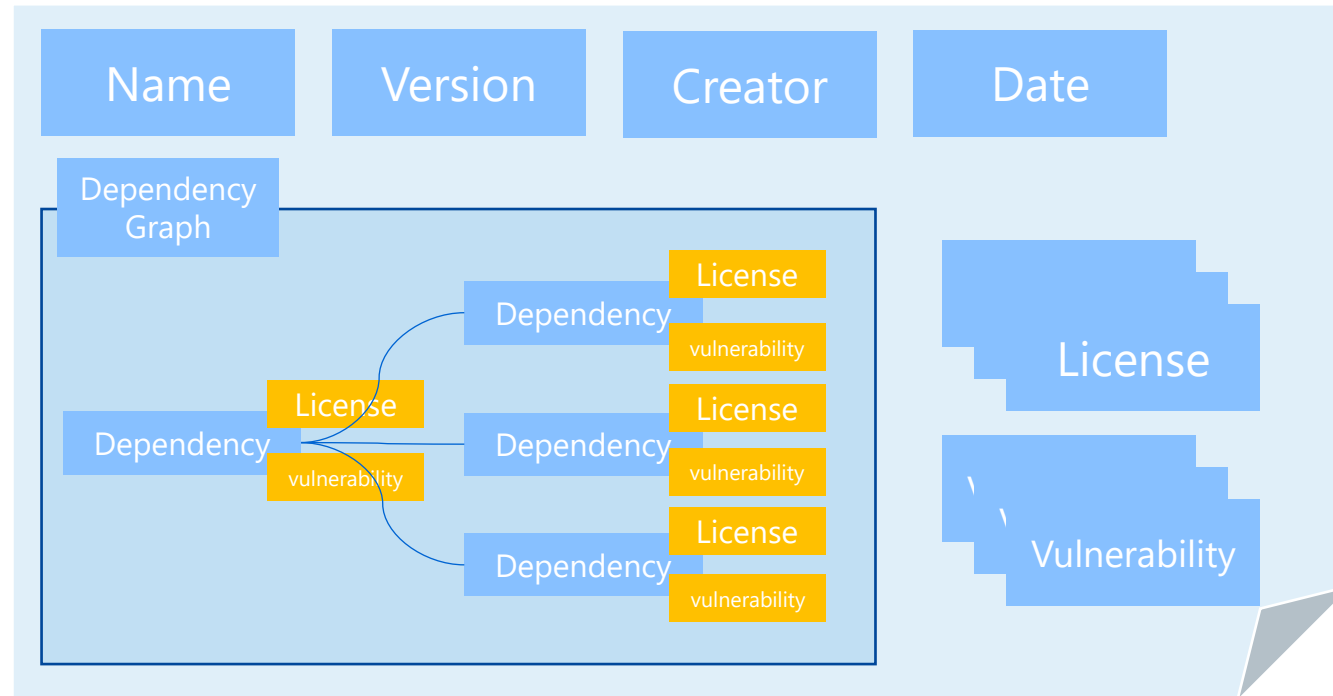 Name
Version
Creator
Date
Dependency
Graph
License
Dependency
vulnerability
License
Dependency
vulnerability
License
Dependency
vulnerability
License
Dependency
vulnerability
License
Vulnerability